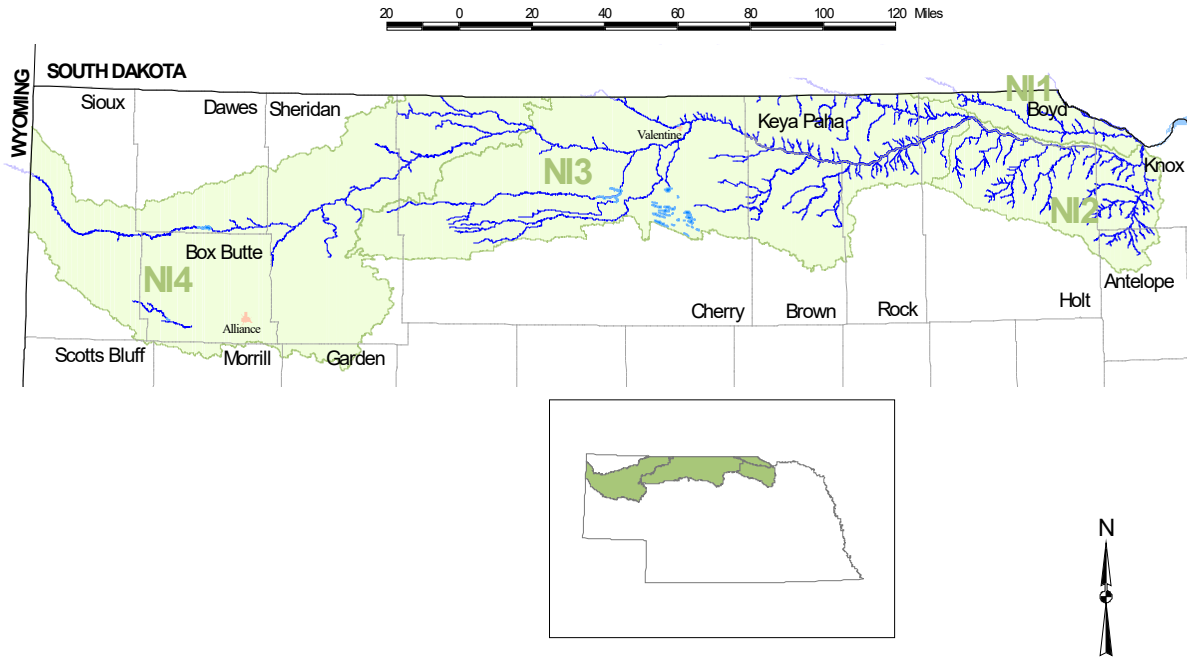 20 0 20 40 60 80 100 120 Miles
SOUTH DAKOTA
WYOMING
NI1
Sioux
Dawes
Sheridan
Boyd
Keya Paha
Valentine
Knox
NI3
NI2
Box Butte
NI4
Antelope
Holt
Cherry
Brown
Rock
Alliance
Scotts Bluff
Morrill
Garden
N